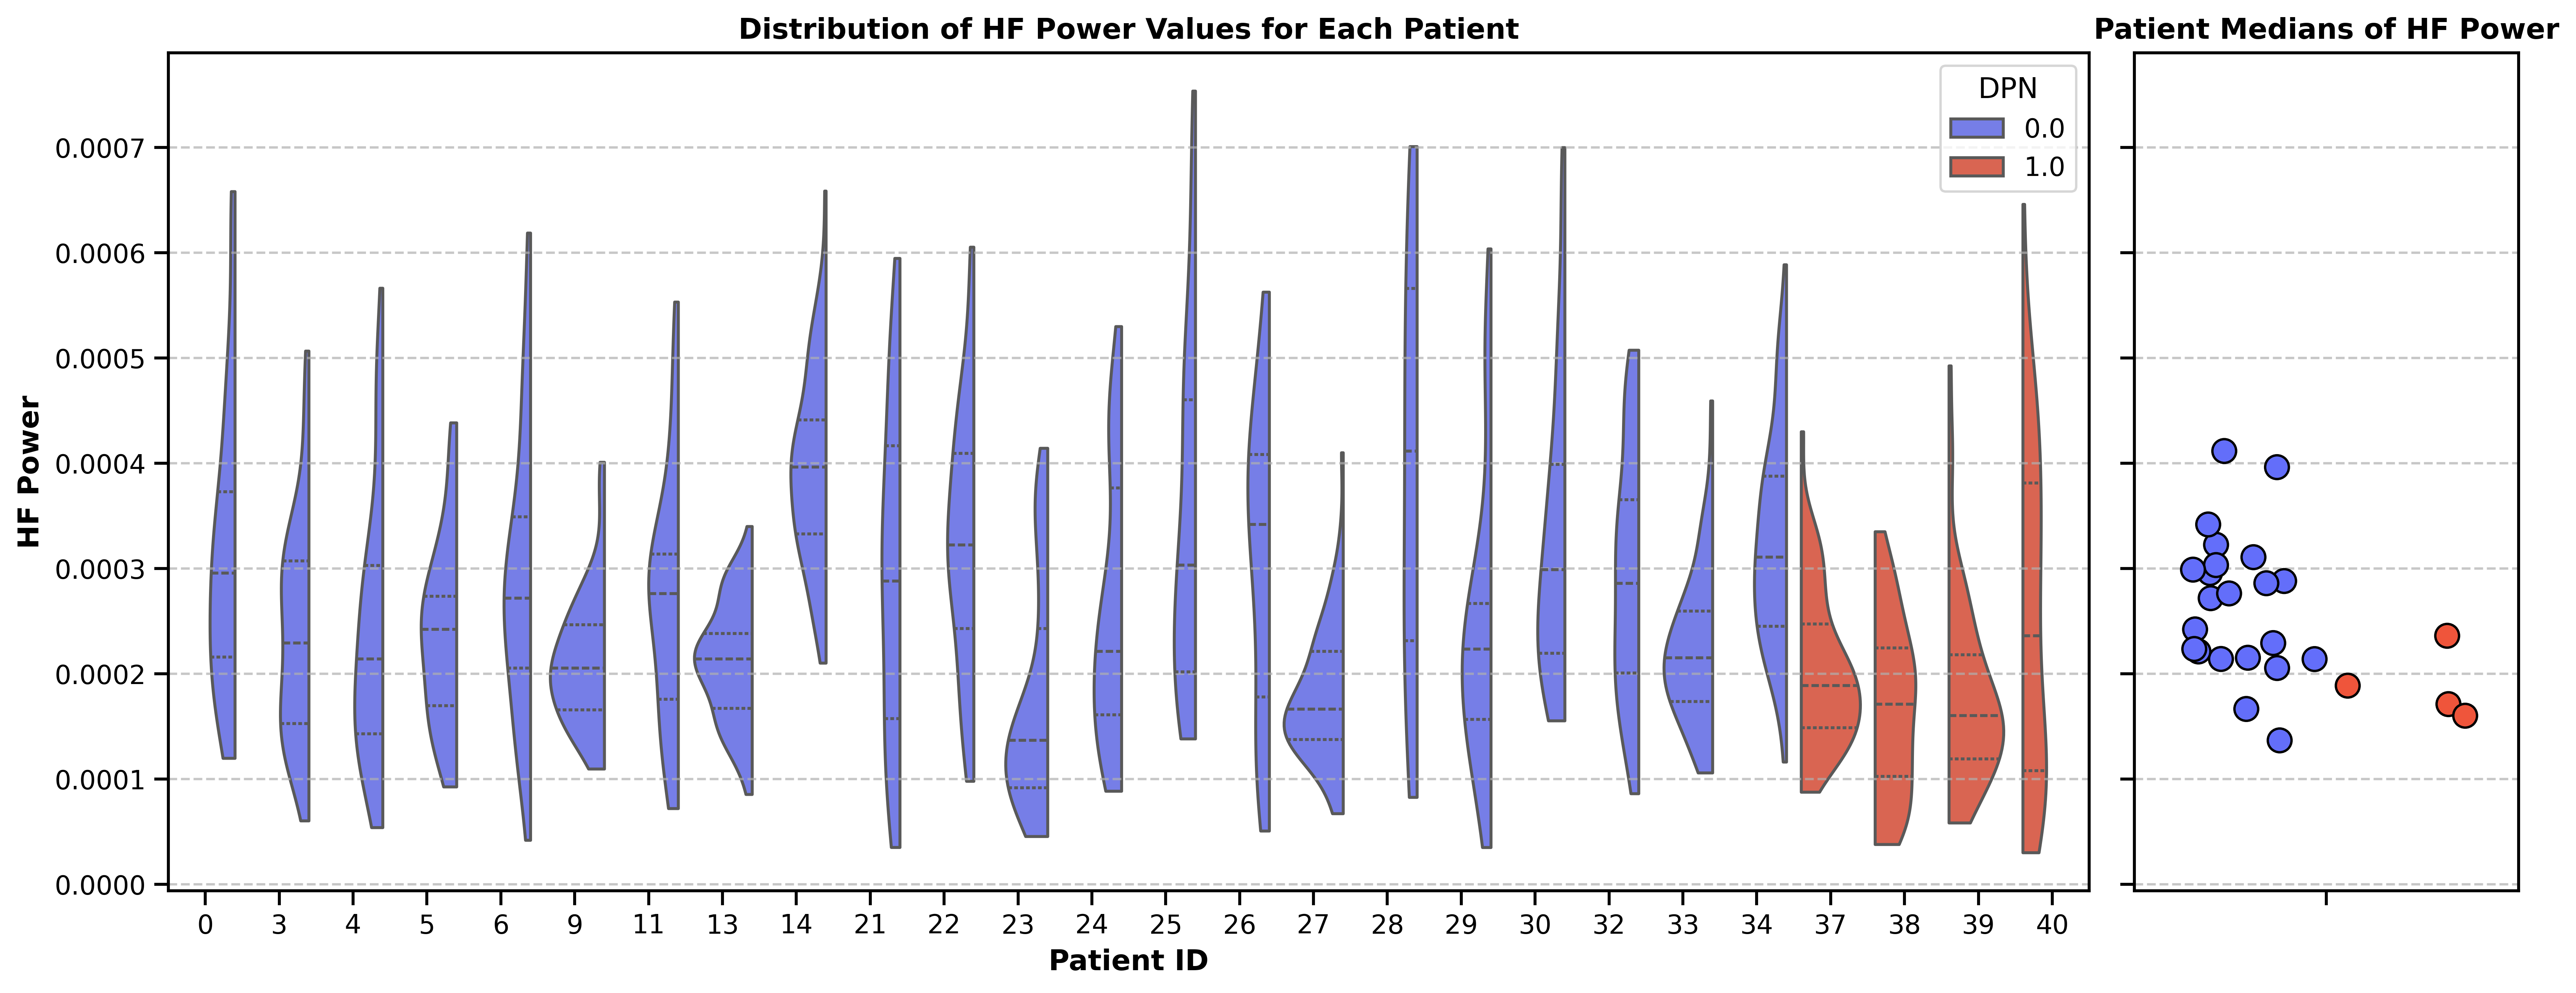 Distribution of HF Power Values for Each Patient
Patient Medians of HF Power
DPN
0.0
1.0
HF Power
0.0007
0.0006
0.0005
0.0004
0.0003
0.0002
0.0001
0.0000
0 3 4 5 6 9 11 13 14 21 22 23 24 25 26 27 28 29 30 32 33 34 37 38 39 40
Patient ID